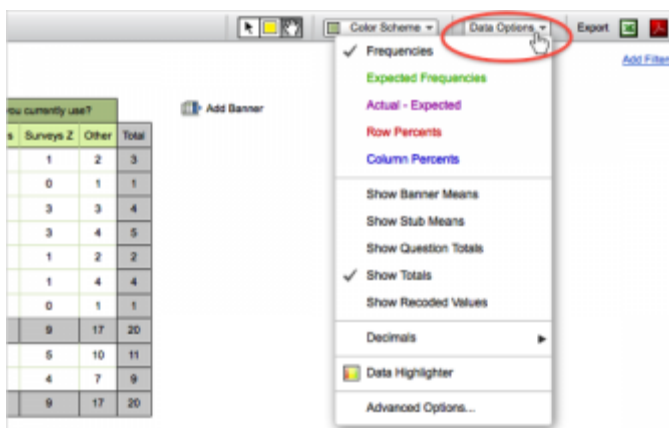 Color Scheme
Data Options
Export
Frequencies
Add Filter
Expected Frequencies
Actual - Expected
Row Percents
Column Percents
you currently use?
Add Banner
s Surveys Z Other Total
1 2 3
0 1 1
3 3 4
3 4 5
1 2 2
1 4 4
0 1 1
9 17 20
5 10 11
4 7 9
9 17 20
Show Banner Means
Show Stub Means
Show Question Totals
Show Totals
Show Recoded Values
Decimals
Data Highlighter
Advanced Options...